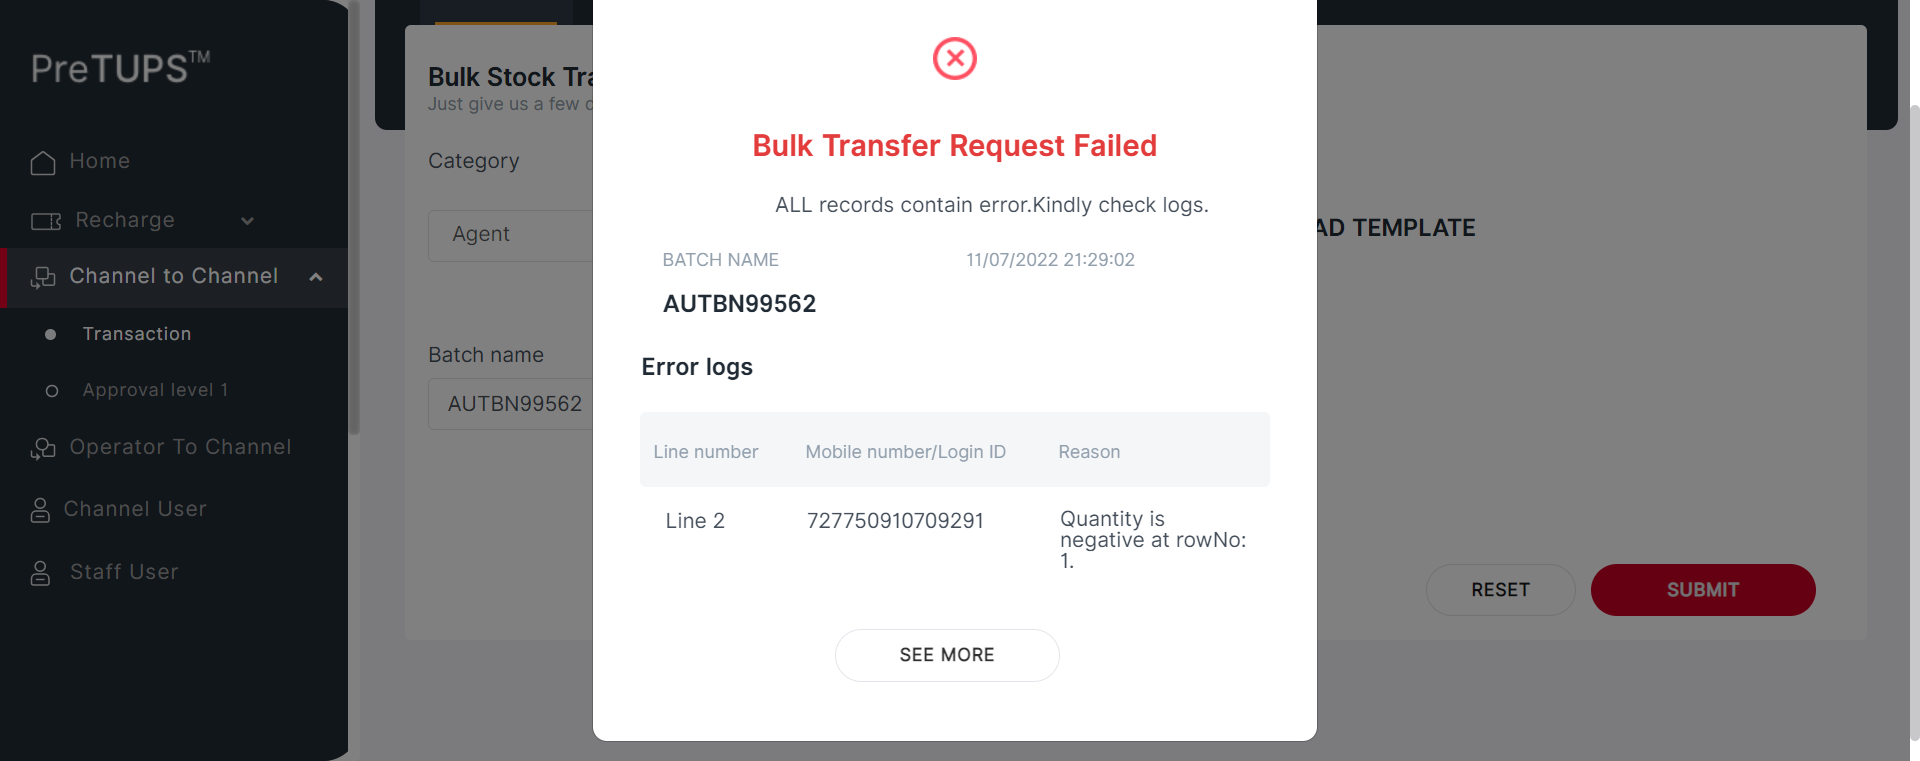 PreTUPS™
Home
Recharge
Channel to Channel
Transaction
Approval level 1
Operator To Channel
Channel User
Staff User
Bulk Stock
Just give us a few
Category
Agent
Batch name
AUTBN99562
TEMPLATE
RESET
SUBMIT
Bulk Transfer Request Failed
ALL records contain error.Kindly check logs.
BATCH NAME 11/07/2022 21:29:02
AUTBN99562
Error logs
Line number Mobile number/Login ID Reason
Line 2 727750910709291 Quantity is
negative at rowNo:
1.
SEE MORE